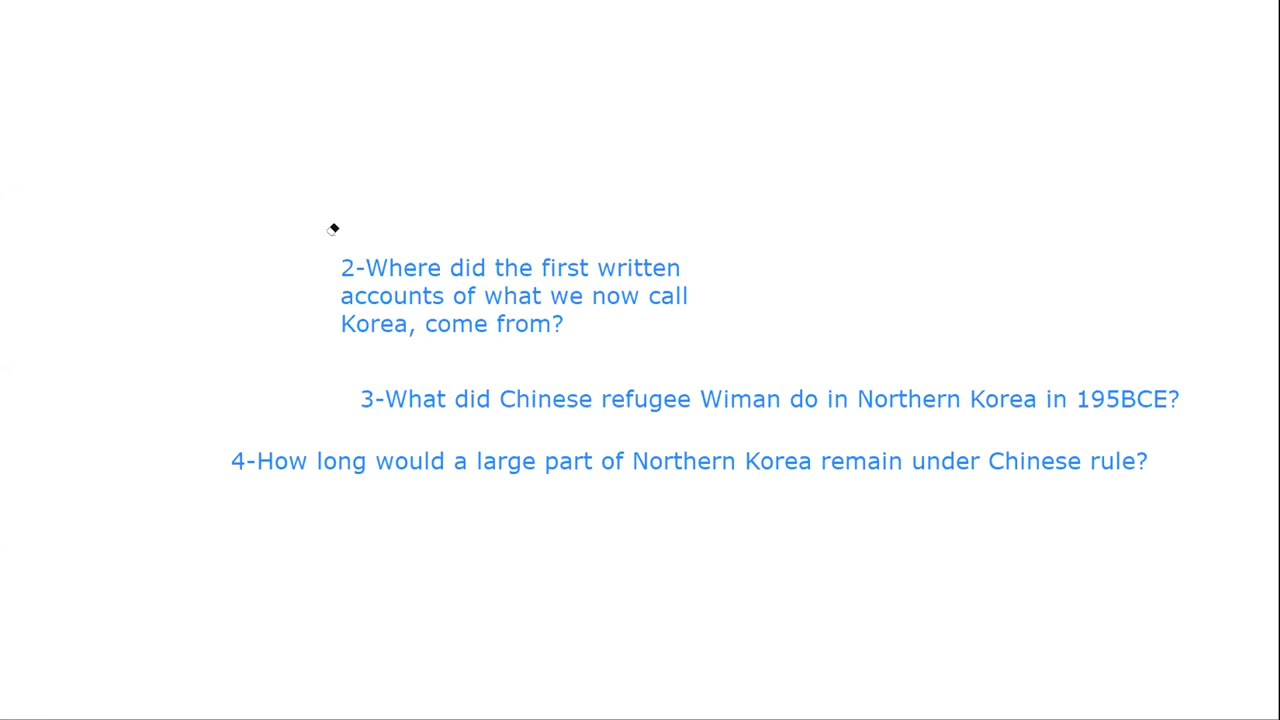 2-Where did the first written
accounts of what we now call
Korea, come from?
3-What did Chinese refugee Wiman do in Northern Korea in 195BCE?
4-How long would a large part of Northern Korea remain under Chinese rule?